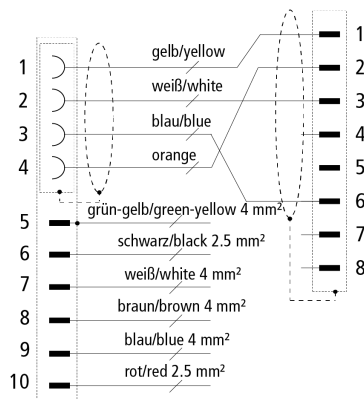 gelb/yellow
1
1
weiß/white
2
2
blau/blue
3
3
orange
4
4
5
grün-gelb/green-yellow 4 mm²
5
6
schwarz/black 2.5 mm²
6
7
weiß/white 4 mm²
7
8
braun/brown 4 mm²
8
blau/blue 4 mm²
9
rot/red 2.5 mm²
10